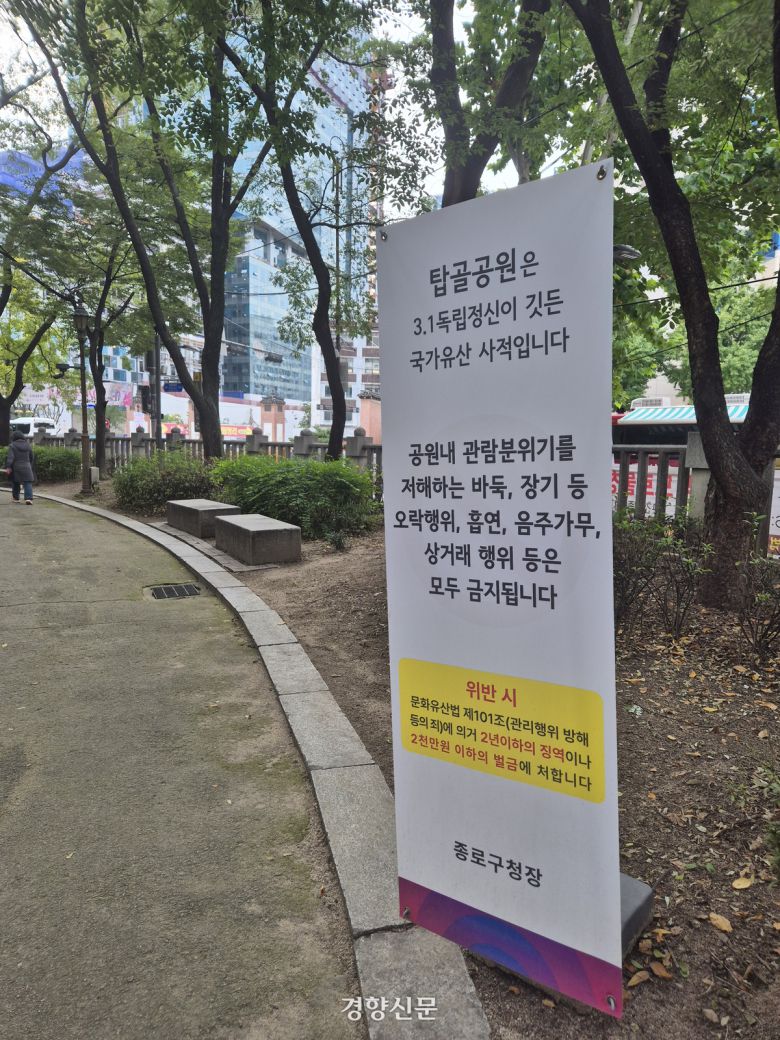 탑골공원은
3.1독립정신이 깃든
국가유산 사적입니다
공원내 관람분위기를
저해하는 바둑, 장기 등
오락행위, 흡연, 음주가무,
상거래 행위 등은
모두 금지됩니다
위반 시
문화유산법 제101조(관리행위 방해
등의 죄)에 의거 2년이하의 징역이나
2천만원 이하의 벌금에 처합니다
종로구청장
경향신문